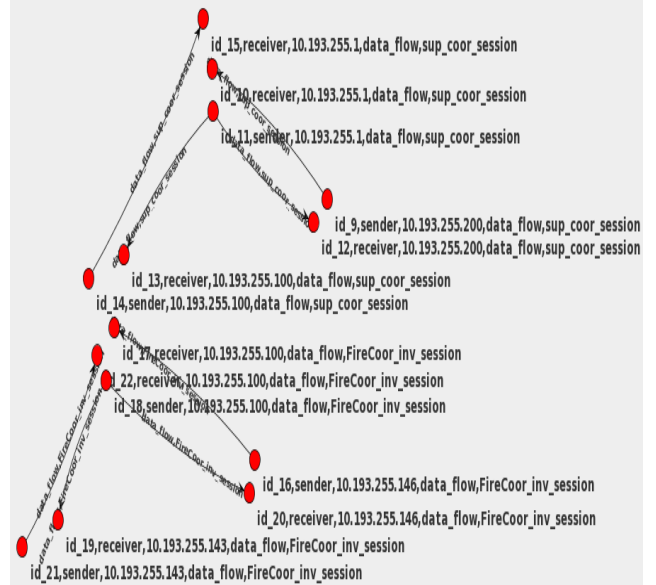 id_15,receiver,10.193.255.1,data_flow,sup_coor_session
id_10,receiver,10.193.255.1,data_flow,sup_coor_session
id_11,sender,10.193.255.1,data_flow,sup_coor_session
data_flow,sup_coor_session
id_9,sender,10.193.255.200,data_flow,sup_coor_session
id_12,receiver,10.193.255.200,data_flow,sup_coor_session
id_13,receiver,10.193.255.100,data_flow,sup_coor_session
id_14,sender,10.193.255.100,data_flow,sup_coor_session
id_17,receiver,10.193.255.100,data_flow,FireCoor_inv_session
id_22,receiver,10.193.255.100,data_flow,FireCoor_inv_session
id_18,sender,10.193.255.100,data_flow,FireCoor_inv_session
data_flow,FireCoor_inv_session
id_16,sender,10.193.255.146,data_flow,FireCoor_inv_session
id_20,receiver,10.193.255.146,data_flow,FireCoor_inv_session
id_19,receiver,10.193.255.143,data_flow,FireCoor_inv_session
id_21,sender,10.193.255.143,data_flow,FireCoor_inv_session